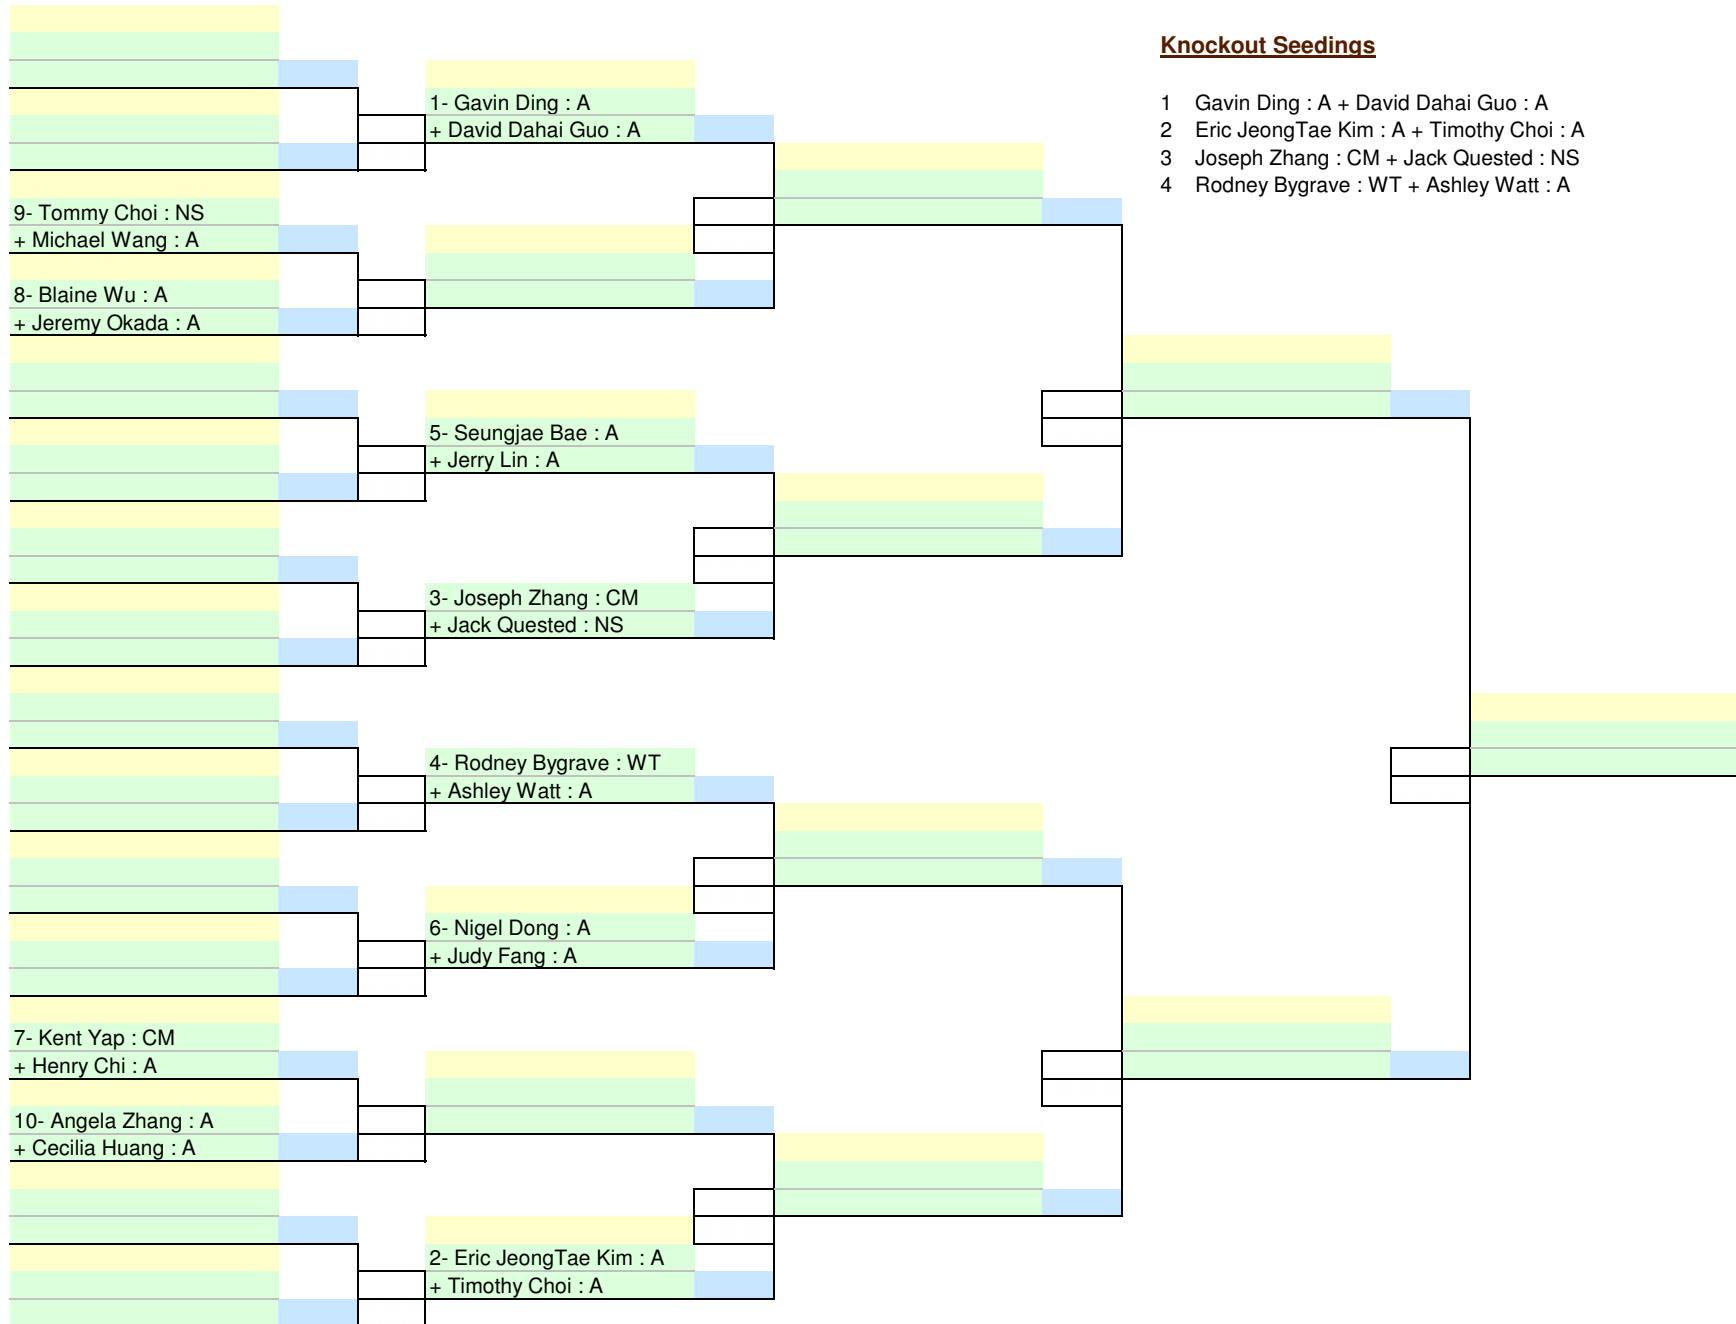 Knockout Seedings
1 Gavin Ding : A + David Dahai Guo : A
2 Eric JeongTae Kim : A + Timothy Choi : A
3 Joseph Zhang : CM + Jack Quested : NS
4 Rodney Bygrave : WT + Ashley Watt : A
1- Gavin Ding : A
+ David Dahai Guo : A
9- Tommy Choi : NS
+ Michael Wang : A
8- Blaine Wu : A
+ Jeremy Okada : A
5- Seungjae Bae : A
+ Jerry Lin : A
3- Joseph Zhang : CM
+ Jack Quested : NS
4- Rodney Bygrave : WT
+ Ashley Watt : A
6- Nigel Dong : A
+ Judy Fang : A
7- Kent Yap : CM
+ Henry Chi : A
10- Angela Zhang : A
+ Cecilia Huang : A
2- Eric JeongTae Kim : A
+ Timothy Choi : A